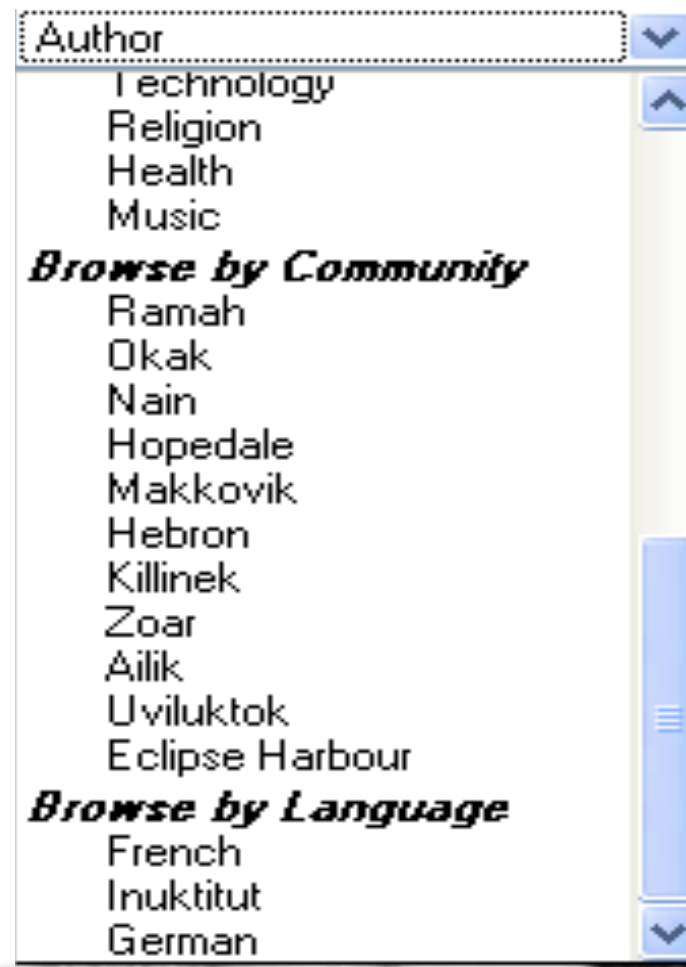 Author
Technology
Religion
Health
Music
Browse by Community
Ramah
Okak
Nain
Hopedale
Makkovik
Hebron
Killinek
Zoar
Ailik
Uviluktok
Eclipse Harbour
Browse by Language
French
Inuktitut
German